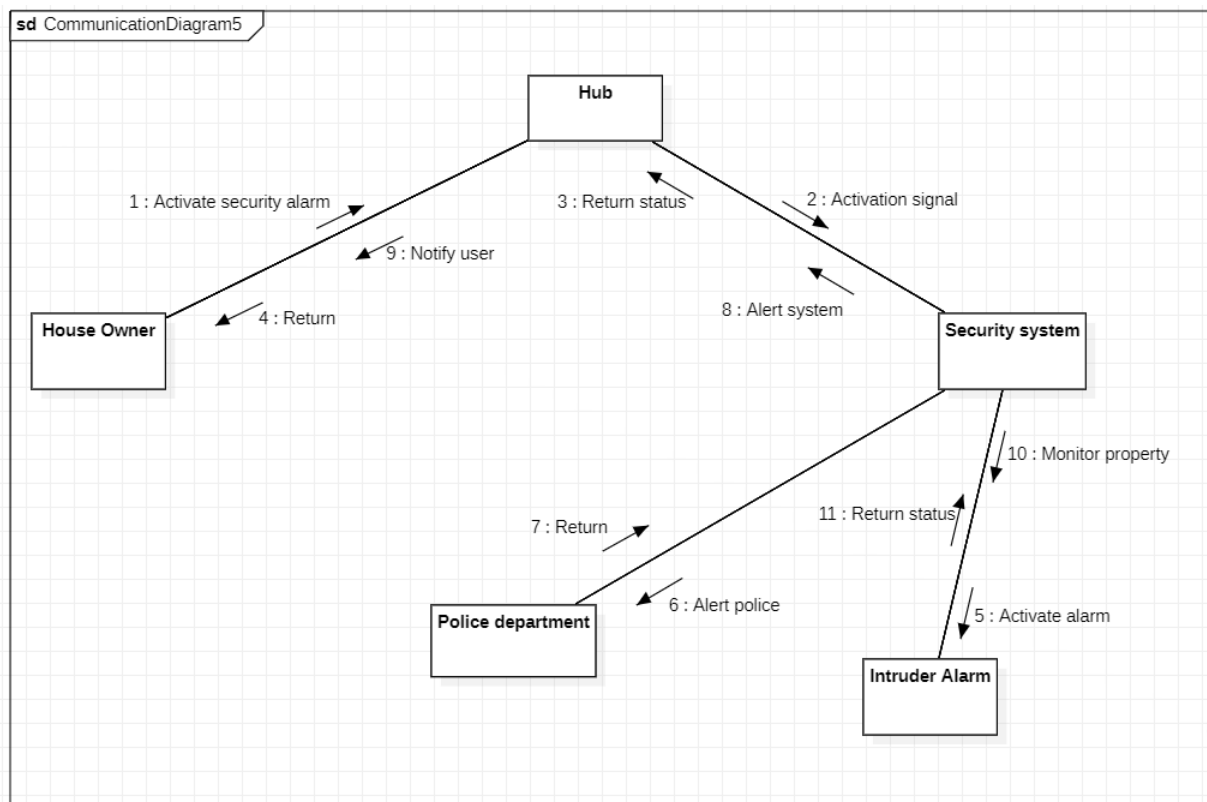 sd CommunicationDiagram5
Hub
1 : Activate security alarm
3 : Return status
2 : Activation signal
9 : Notify user
8 : Alert system
4 : Return
House Owner
Security system
10 : Monitor property
11 : Return status
7 : Return
6 : Alert police
5 : Activate alarm
Police department
Intruder Alarm